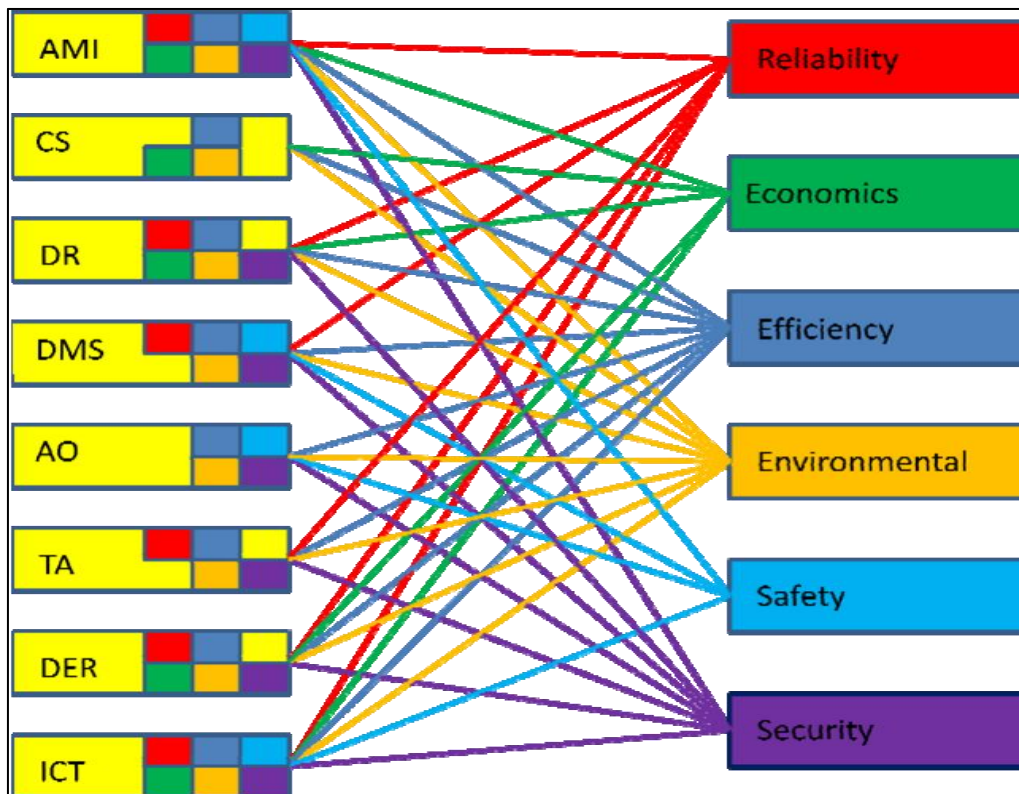 AMI
CS
DR
DMS
AO
TA
DER
ICT
Reliability
Economics
Efficiency
Environmental
Safety
Security